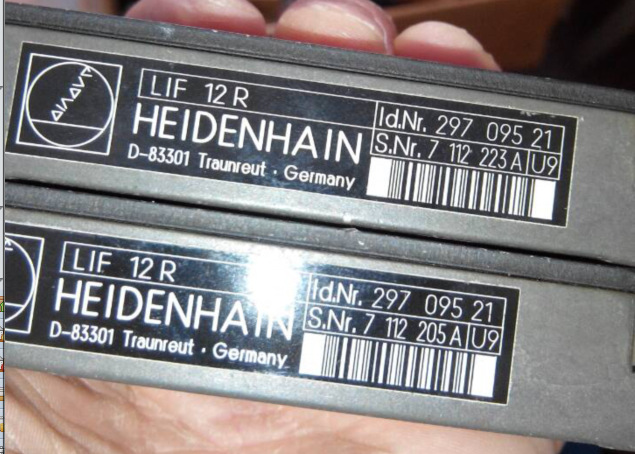 LIF 12 R
HEIDENHAIN
D-83301 Traunreut · Germany
Id.Nr. 297 095 21
S.Nr. 7 112 223 A U9
LIF 12 R
HEIDENHAIN
D-83301 Traunreut · Germany
Id.Nr. 297 095 21
S.Nr. 7 112 205 A U9